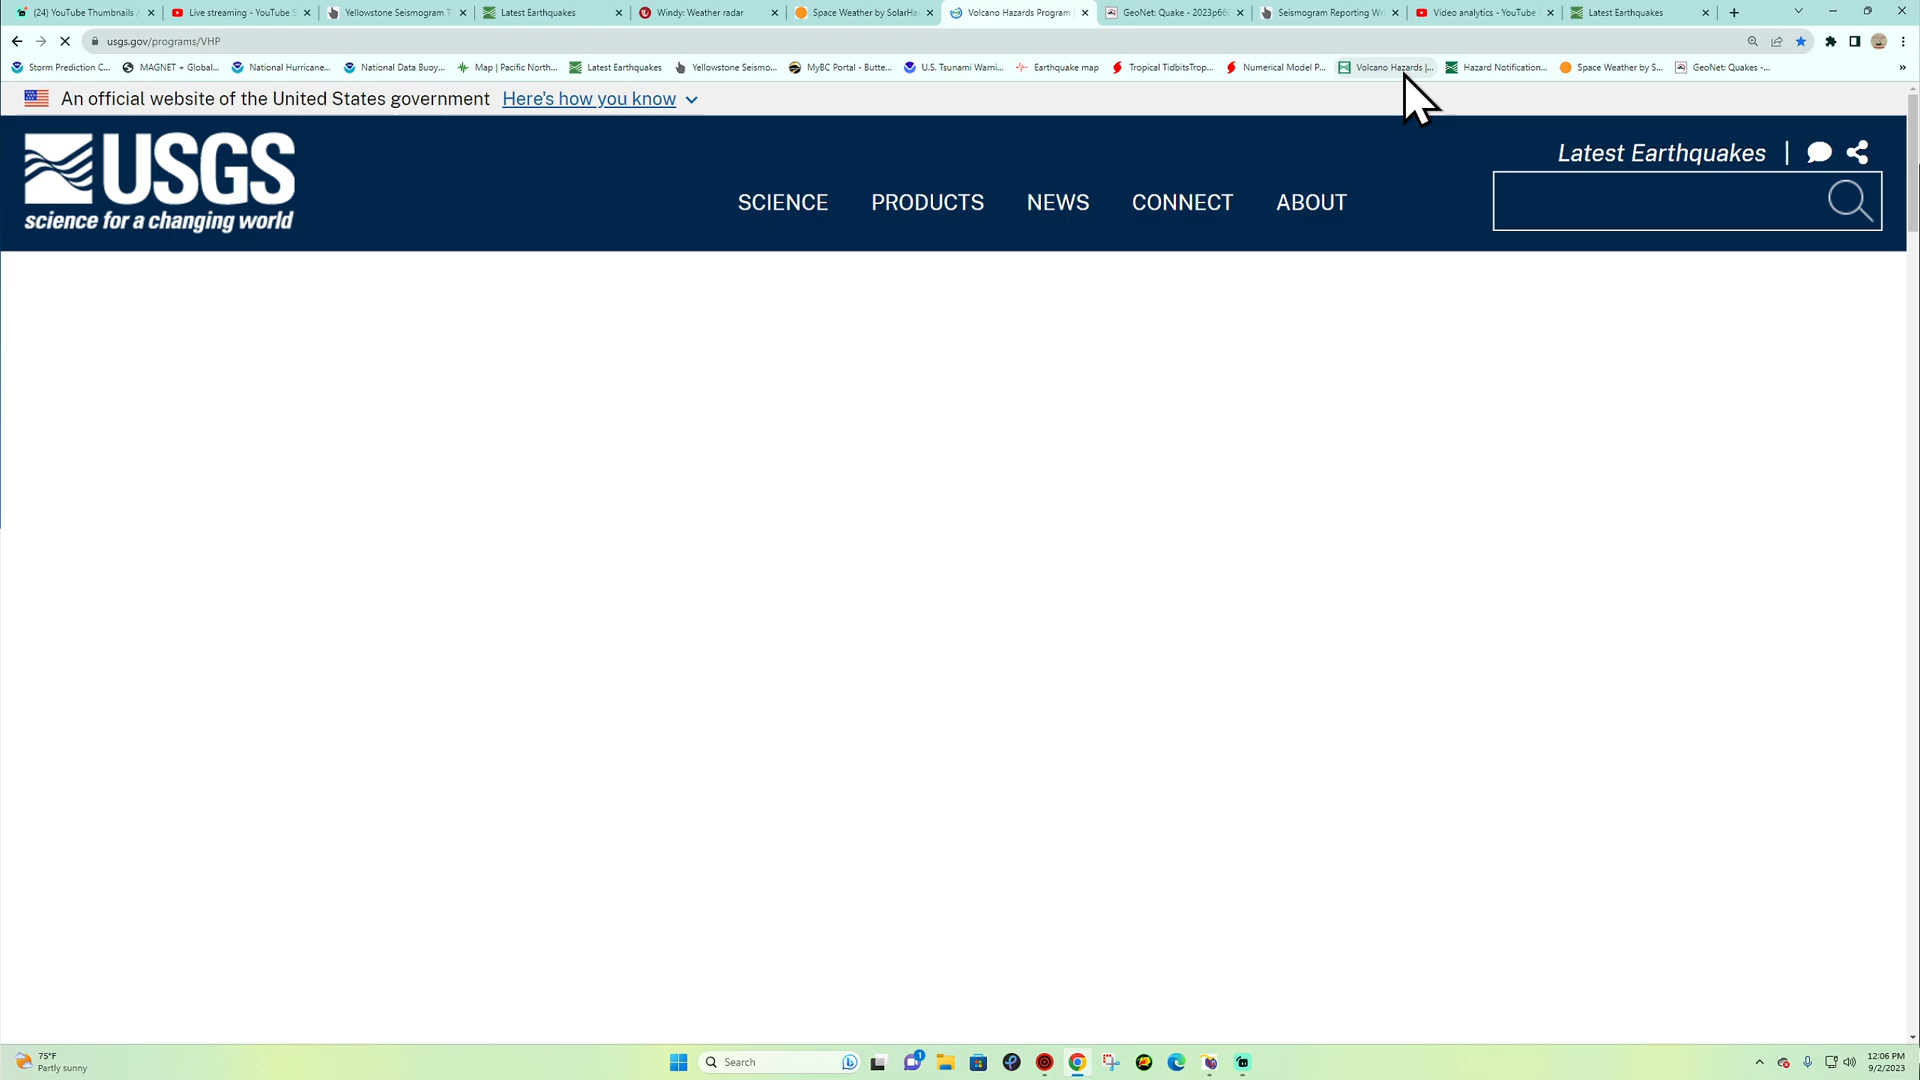 (24) YouTube Thumbnails /
Live streaming - YouTube S
Yellowstone Seismogram T
Latest Earthquakes
Windy: Weather radar
Space Weather by SolarHa
Volcano Hazards Program |
GeoNet: Quake - 2023p66
Seismogram Reporting Wr
Video analytics - YouTube
Latest Earthquakes
usgs.gov/programs/VHP
Storm Prediction C...
MAGNET + Global...
National Hurricane...
National Data Buoy...
Map | Pacific North...
Latest Earthquakes
Yellowstone Seismo...
MyBC Portal - Butte...
U.S. Tsunami Warni...
Earthquake map
Tropical TidbitsTrop...
Numerical Model P...
Volcano Hazards |...
Hazard Notification...
Space Weather by S...
GeoNet: Quakes -...
»
An official website of the United States government Here's how you know
USGS
science for a changing world
Latest Earthquakes |
SCIENCE PRODUCTS NEWS CONNECT ABOUT
75°F
Partly sunny
Search
1
12:06 PM
9/2/2023